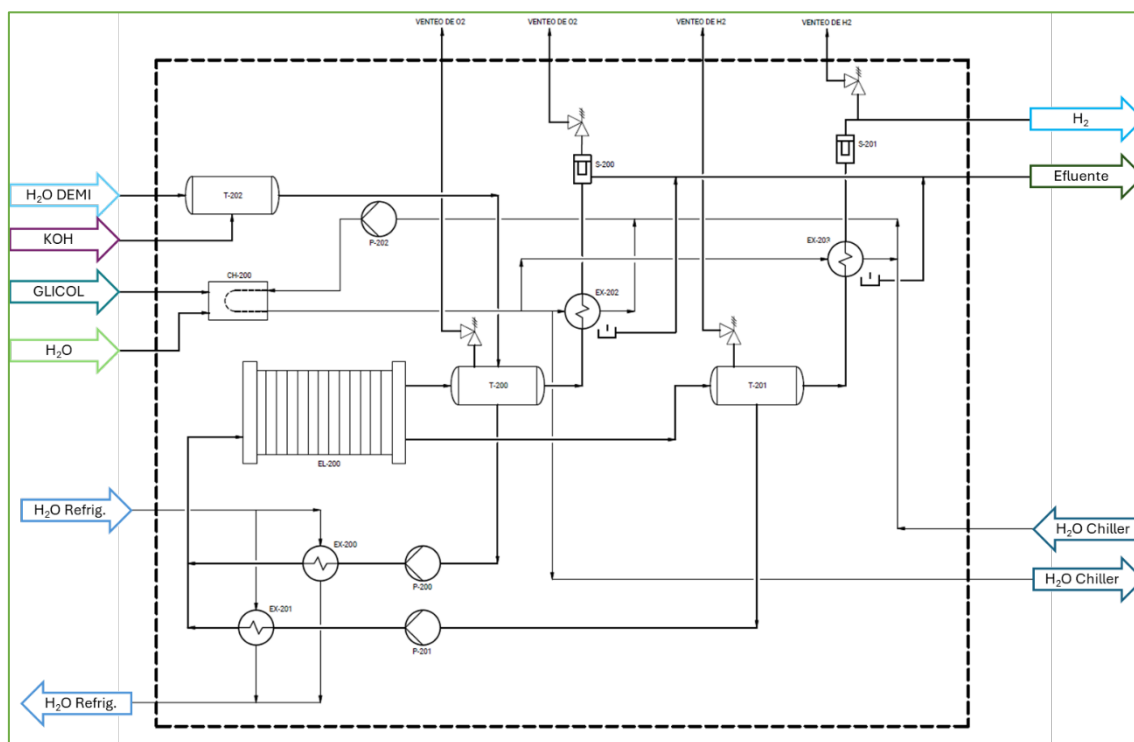 VENTEO DE O2
VENTEO DE O2
VENTEO DE H2
VENTEO DE H2
H₂
S-201
S-200
Efluente
H₂O DEMI
T-202
KOH
P-202
EX-203
CH-200
GLICOL
EX-202
H₂O
T-200
T-201
EL-200
H₂O Refrig.
H₂O Chiller
EX-200
H₂O Chiller
P-200
EX-201
P-201
H₂O Refrig.